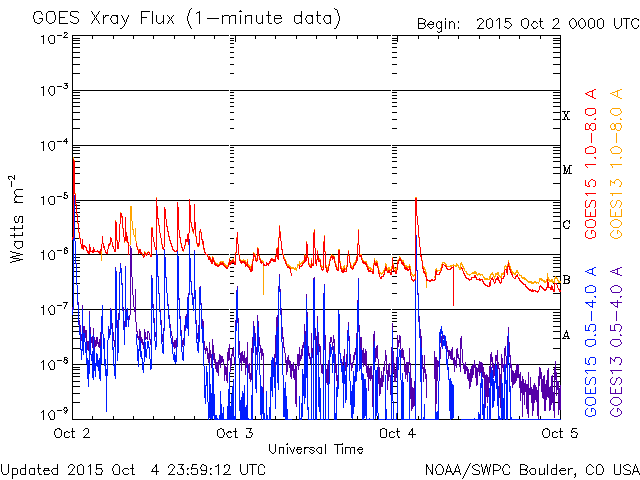 GOES Xray Flux (1-minute data)
Begin: 2015 Oct 2 0000 UTC
10-2
10-3
10-4
10-5
10-6
10-7
10-8
10-9
Watts m-2
X
M
C
B
A
GOES15 1.0-8.0 A
GOES13 1.0-8.0 A
GOES15 0.5-4.0 A
GOES13 0.5-4.0 A
Oct 2
Oct 3
Oct 4
Oct 5
Universal Time
Updated 2015 Oct 4 23:59:12 UTC
NOAA/SWPC Boulder, CO USA